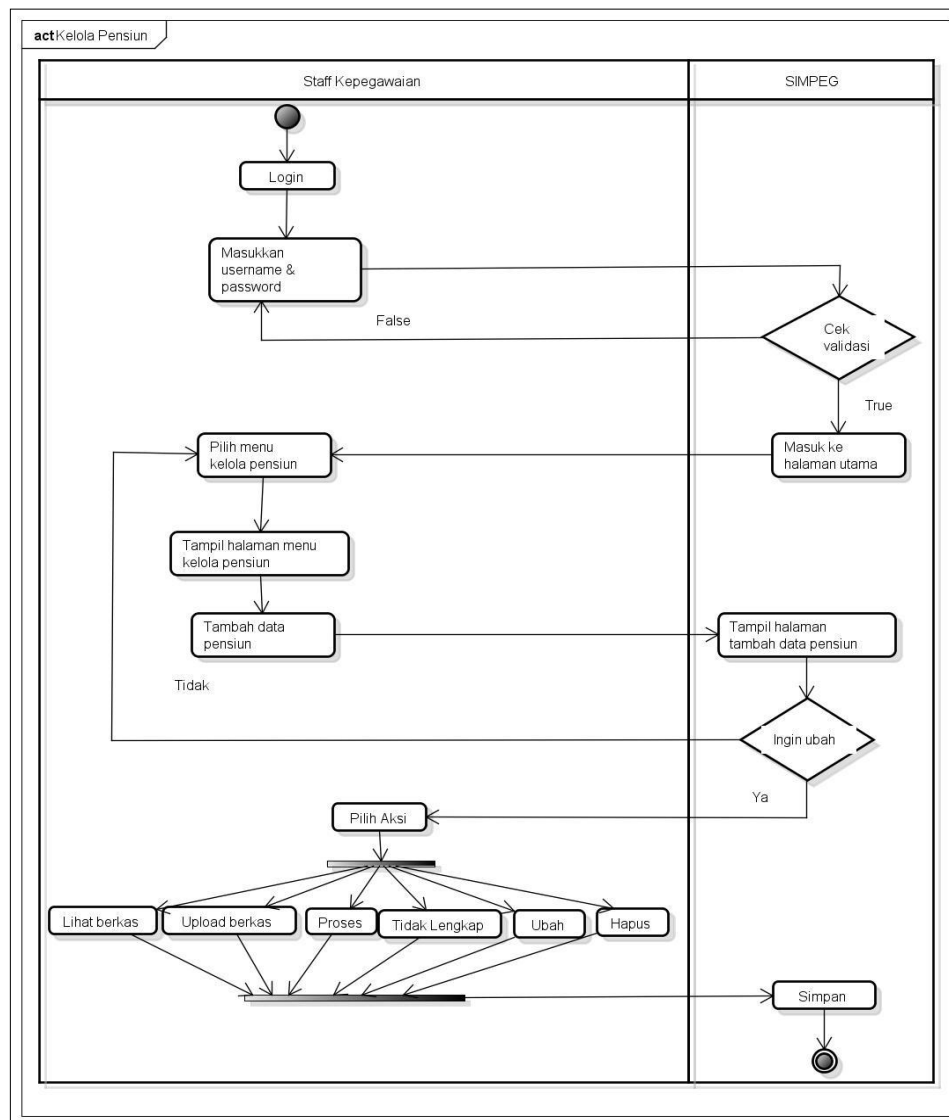 act Kelola Pensiun
Staff Kepegawaian
SIMPEG
Login
Masukkan
username &
password
False
Cek
validasi
True
Pilih menu
kelola pensiun
Masuk ke
halaman utama
Tampil halaman menu
kelola pensiun
Tambah data
pensiun
Tampil halaman
tambah data pensiun
Tidak
Ingin ubah
Ya
Pilih Aksi
Lihat berkas
Upload berkas
Proses
Tidak Lengkap
Ubah
Hapus
Simpan